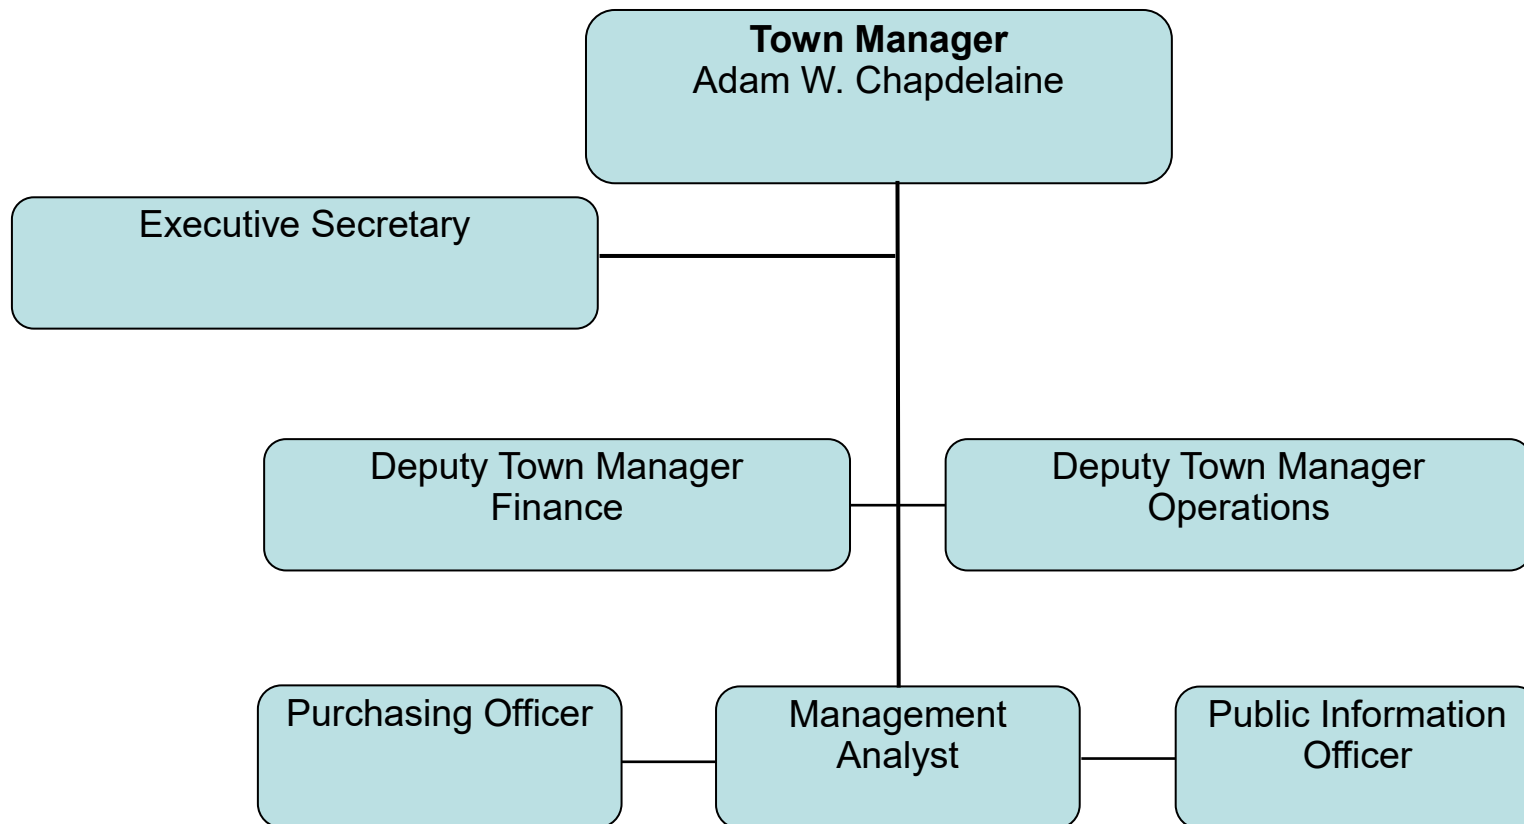 Town Manager
Adam W. Chapdelaine
Executive Secretary
Deputy Town Manager
Finance
Deputy Town Manager
Operations
Purchasing Officer
Management
Analyst
Public Information
Officer